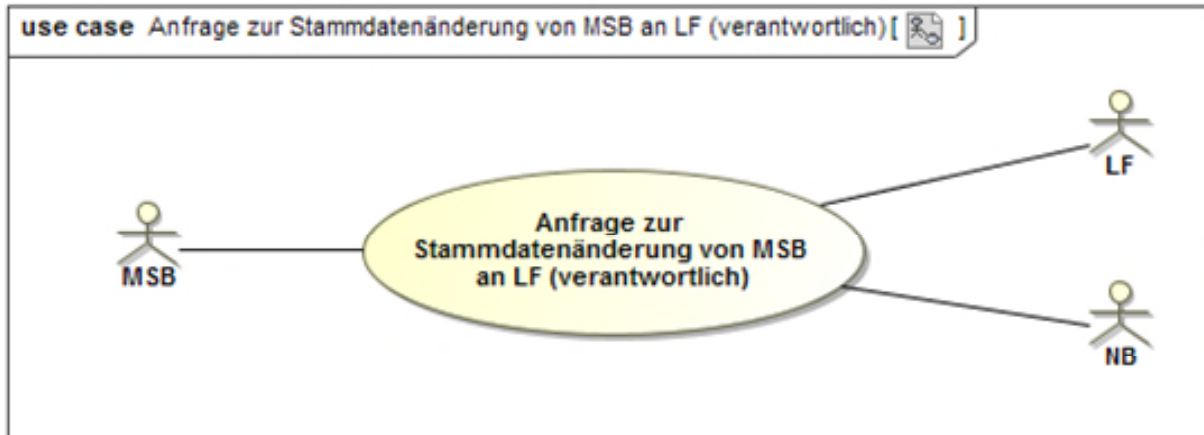 use case Anfrage zur Stammdatenänderung von MSB an LF (verantwortlich) [ ]
LF
Anfrage zur
Stammdatenänderung von MSB
an LF (verantwortlich)
MSB
NB